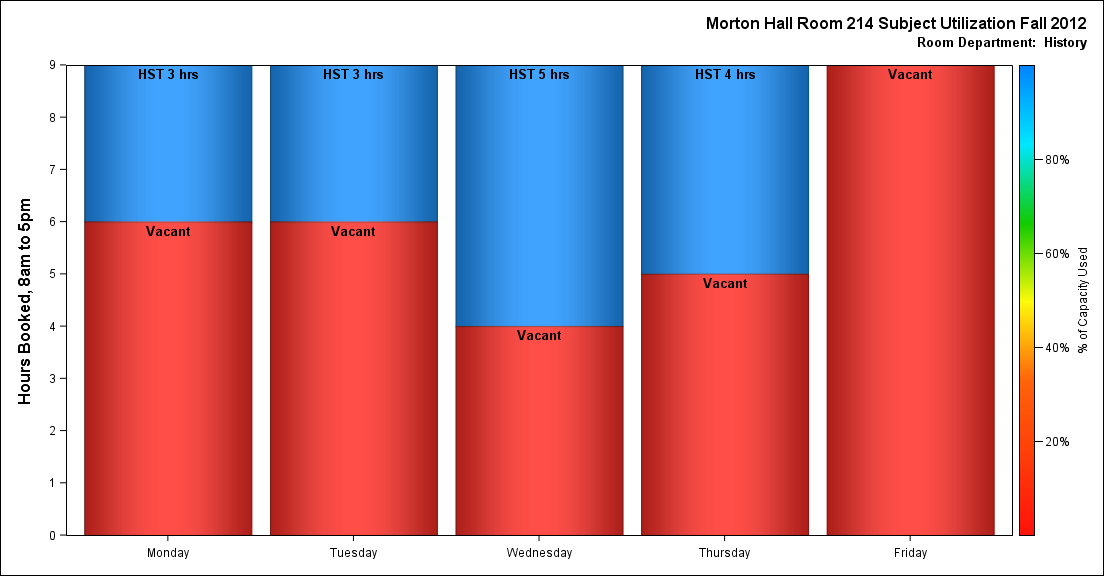 Morton Hall Room 214 Subject Utilization Fall 2012
Room Department:  History
Hours Booked, 8am to 5pm
9
8
7
6
5
4
3
2
1
0
HST 3 hrs
HST 3 hrs
HST 5 hrs
HST 4 hrs
Vacant
Vacant
Vacant
Vacant
Vacant
Monday
Tuesday
Wednesday
Thursday
Friday
80%
60%
40%
20%
% of Capacity Used